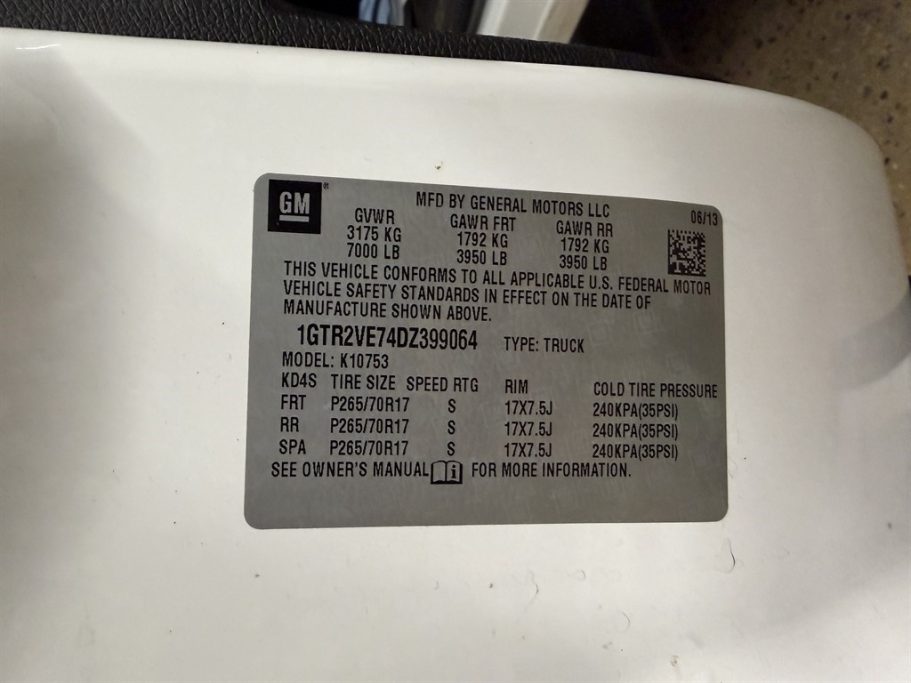 GM
MFD BY GENERAL MOTORS LLC
06/13
GVWR GAWR FRT GAWR RR
3175 KG 1792 KG 1792 KG
7000 LB 3950 LB 3950 LB
THIS VEHICLE CONFORMS TO ALL APPLICABLE U.S. FEDERAL MOTOR
VEHICLE SAFETY STANDARDS IN EFFECT ON THE DATE OF
MANUFACTURE SHOWN ABOVE.
1GTR2VE74DZ399064 TYPE: TRUCK
MODEL: K10753
KD4S TIRE SIZE SPEED RTG RIM COLD TIRE PRESSURE
FRT P265/70R17 S 17X7.5J 240KPA(35PSI)
RR P265/70R17 S 17X7.5J 240KPA(35PSI)
SPA P265/70R17 S 17X7.5J 240KPA(35PSI)
SEE OWNER'S MANUAL FOR MORE INFORMATION.